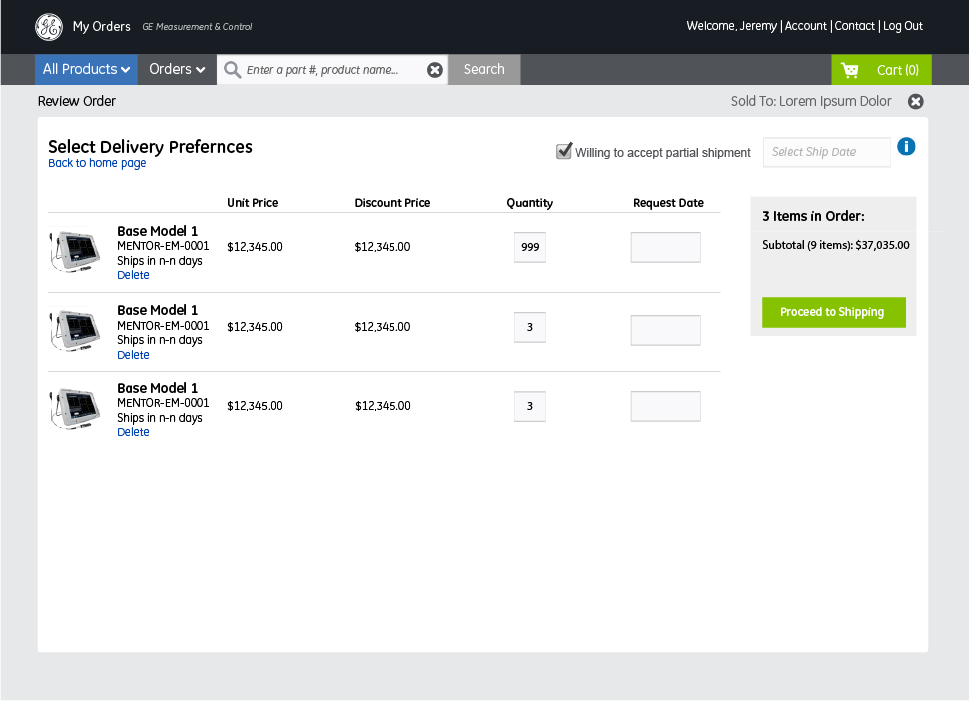 My Orders GE Measurement & Control
Welcome, Jeremy | Account | Contact | Log Out
All Products Orders Enter a part #, product name... Search Cart (0)
Review Order
Sold To: Lorem Ipsum Dolor
Select Delivery Prefernces
Back to home page
Willing to accept partial shipment
Select Ship Date
i
Unit Price Discount Price Quantity Request Date
Base Model 1
MENTOR-EM-0001
Ships in n-n days
Delete
$12,345.00 $12,345.00 999
Base Model 1
MENTOR-EM-0001
Ships in n-n days
Delete
$12,345.00 $12,345.00 3
Base Model 1
MENTOR-EM-0001
Ships in n-n days
Delete
$12,345.00 $12,345.00 3
3 Items in Order:
Subtotal (9 items): $37,035.00
Proceed to Shipping